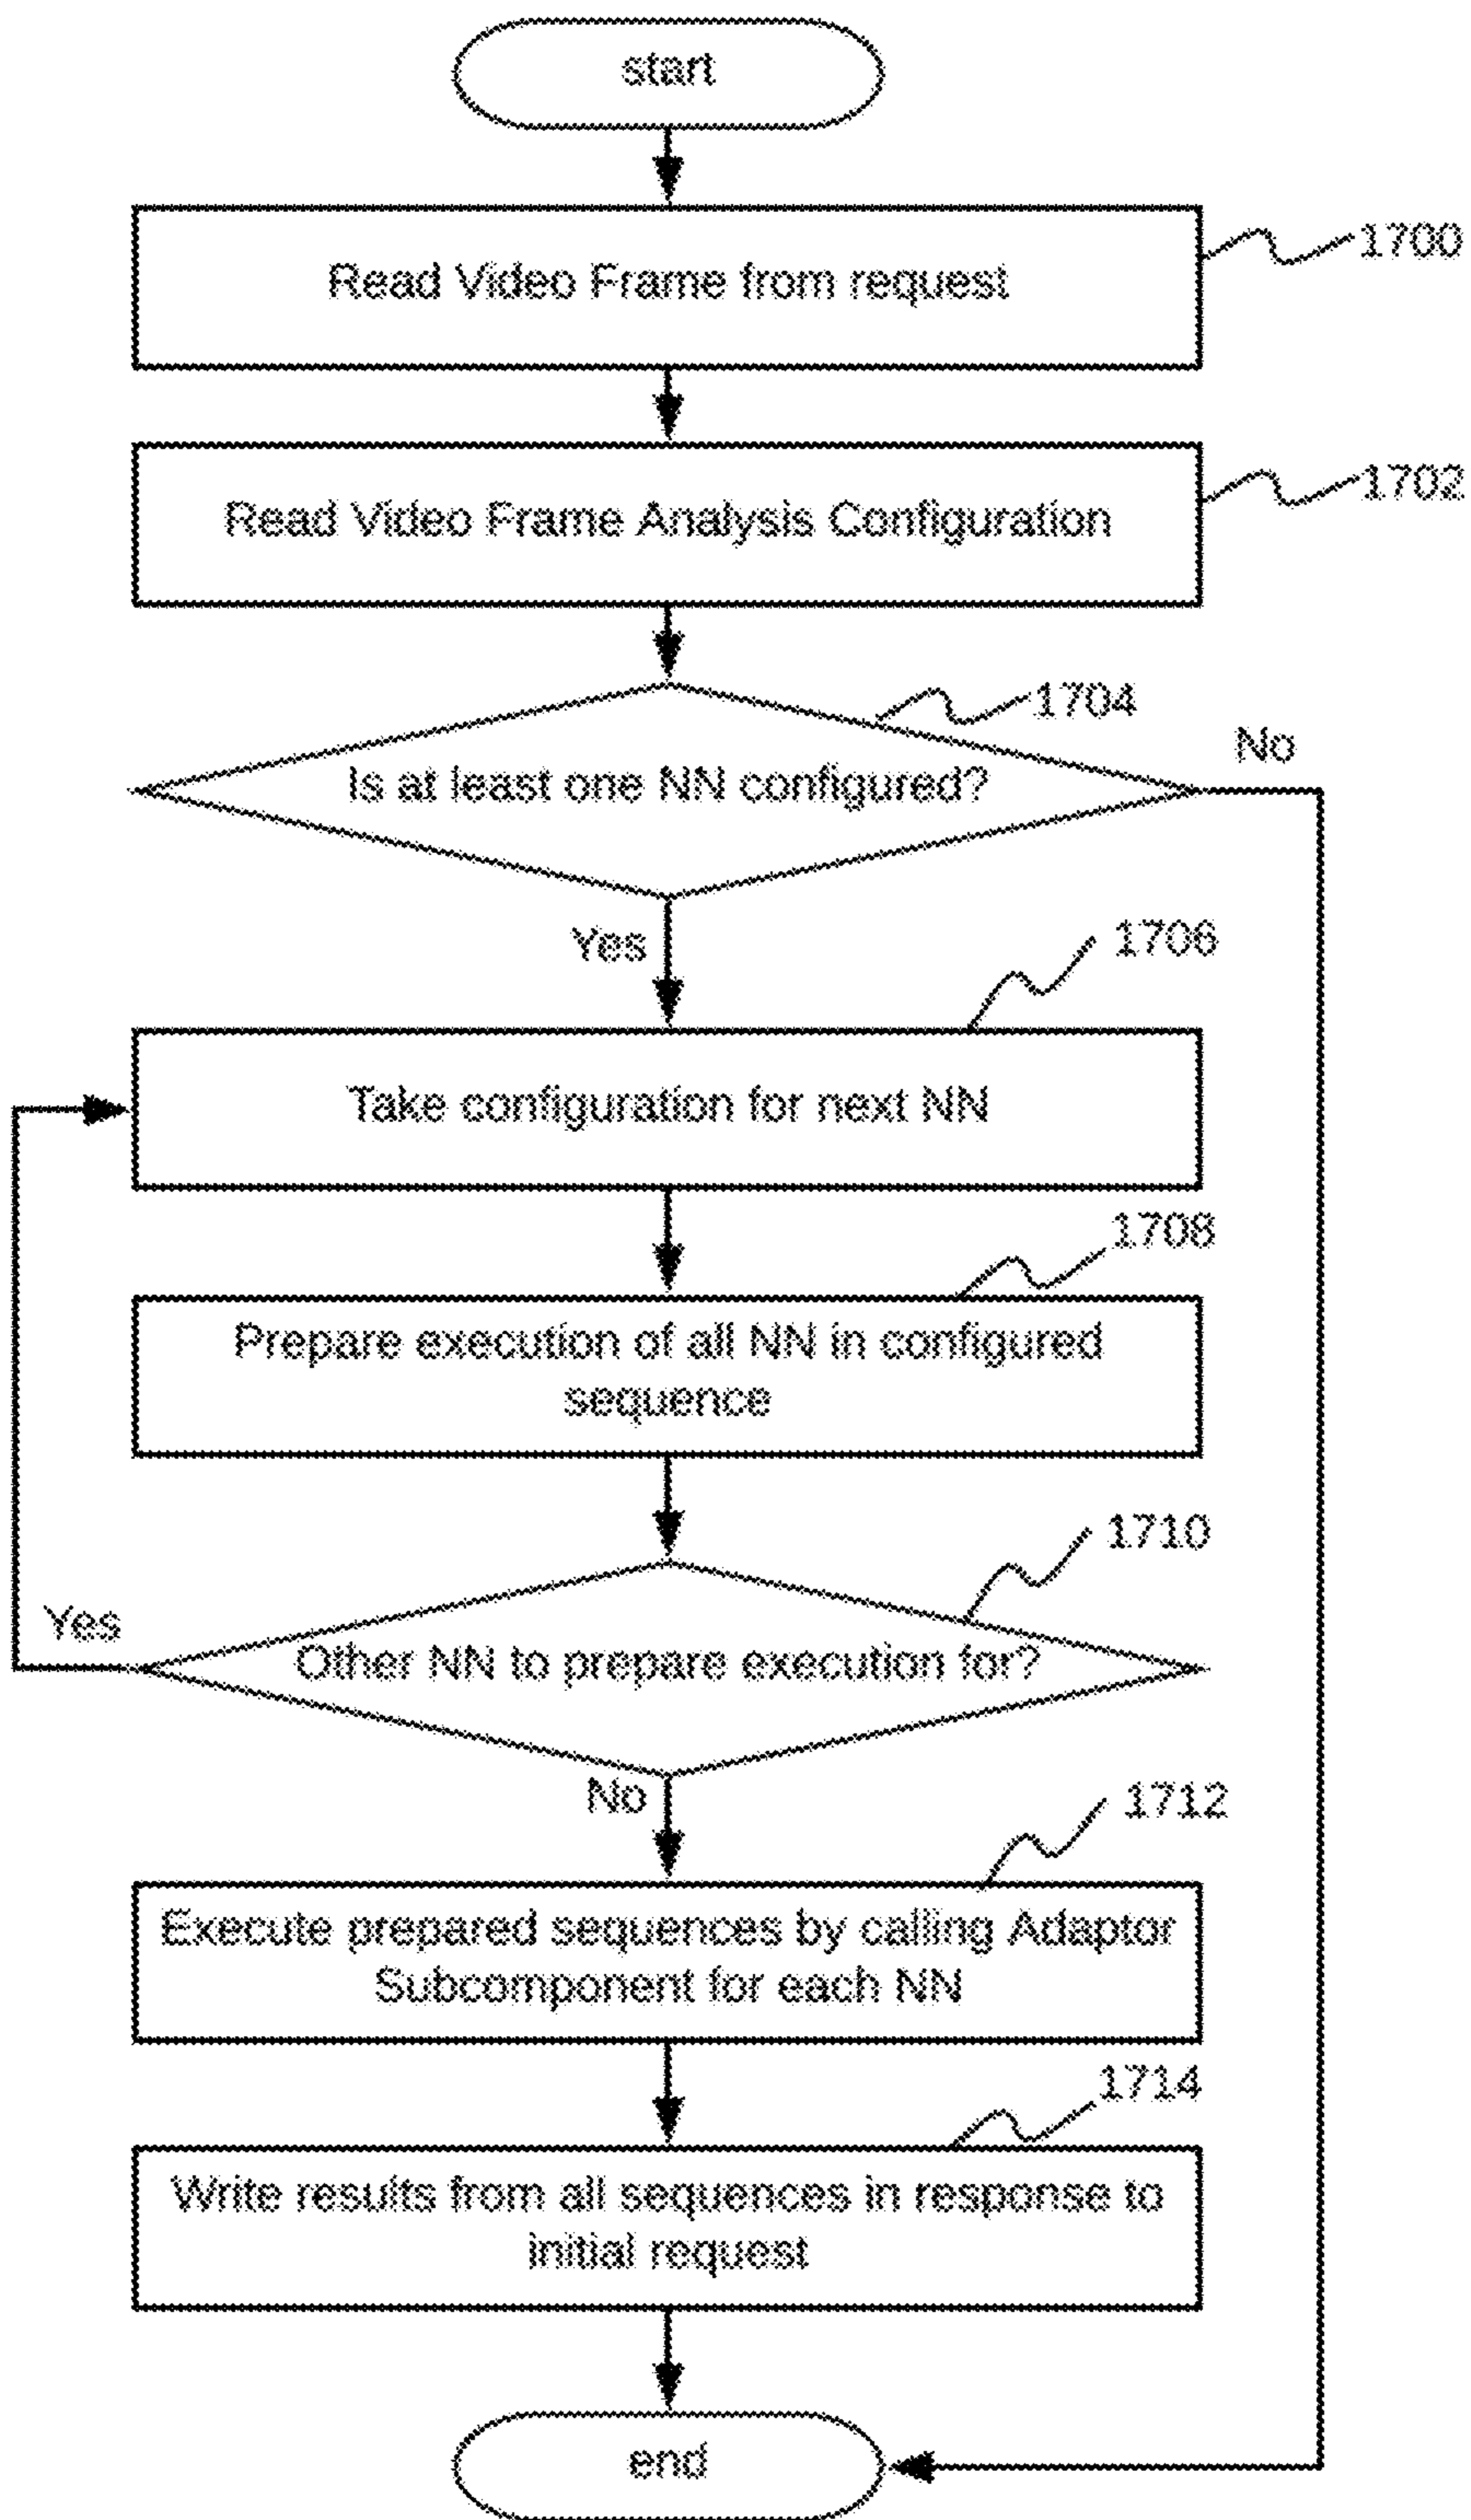 start
Read Video Frame from request
1700
Read Video Frame Analysis Configuration
1702
1704
No
Is at least one NN configured?
Yes
1706
Take configuration for next NN
1708
Prepare execution of all NN in configured
sequence
1710
Yes
Other NN to prepare execution for?
No
1712
Execute prepared sequences by calling Adaptor
Subcomponent for each NN
1714
Write results from all sequences in response to
initial request
end